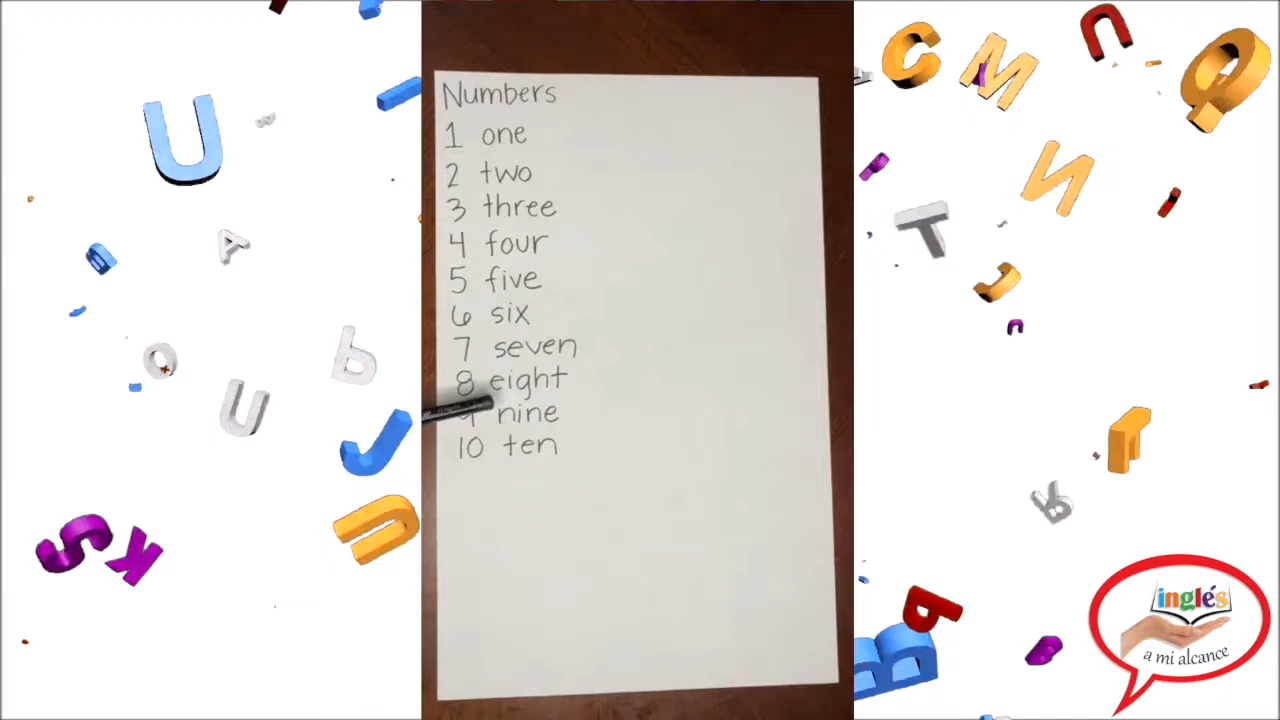 Numbers
1 one
2 two
3 three
4 four
5 five
6 six
7 seven
8 eight
9 nine
10 ten
inglés
a mi alcance